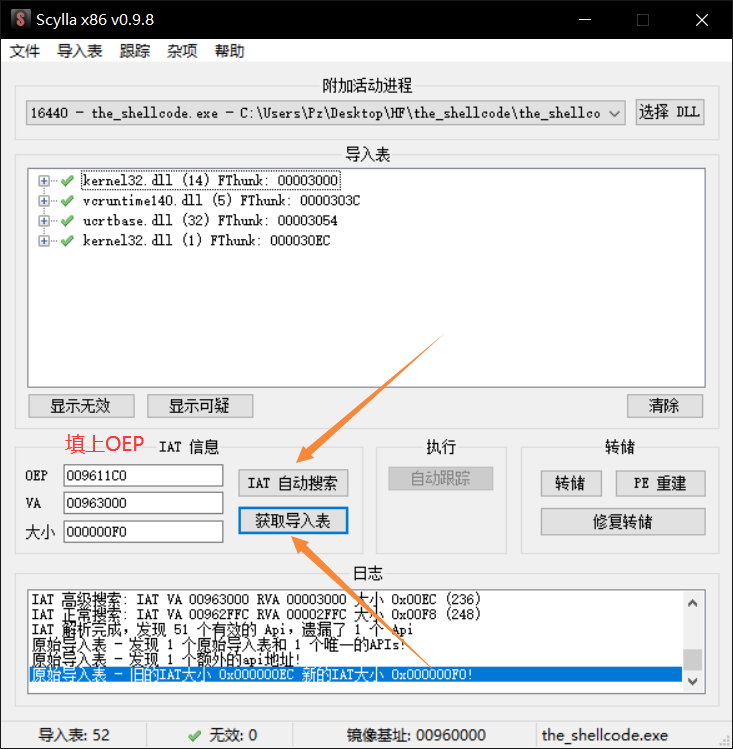 Scylla x86 v0.9.8
文件 导入表 跟踪 杂项 帮助
附加活动进程
16440 - the_shellcode.exe - C:\Users\Pz\Desktop\HF\the_shellcode\the_shellco
选择 DLL
导入表
kernel32.dll (14) FThunk: 00003000
vcruntime140.dll (5) FThunk: 0000303C
ucrtbase.dll (32) FThunk: 00003054
kernel32.dll (1) FThunk: 000030EC
显示无效 显示可疑 清除
填上OEP IAT 信息
OEP 009611C0
VA 00963000
大小 000000F0
IAT 自动搜索
获取导入表
执行
自动跟踪
转储
转储 PE 重建
修复转储
日志
IAT 高级搜索: IAT VA 00963000 RVA 00003000 大小 0x00EC (236)
IAT 正常搜索: IAT VA 00962FFC RVA 00002FFC 大小 0x00F8 (248)
IAT 解析完成, 发现 51 个有效的 Api, 遗漏了 1 个 Api
原始导入表 - 发现 1 个原始导入表和 1 个唯一的APIs!
原始导入表 - 发现 1 个额外的api地址!
原始导入表 - 旧的IAT大小 0x000000EC 新的IAT大小 0x000000F0!
导入表: 52 无效: 0 镜像基址: 00960000 the_shellcode.exe